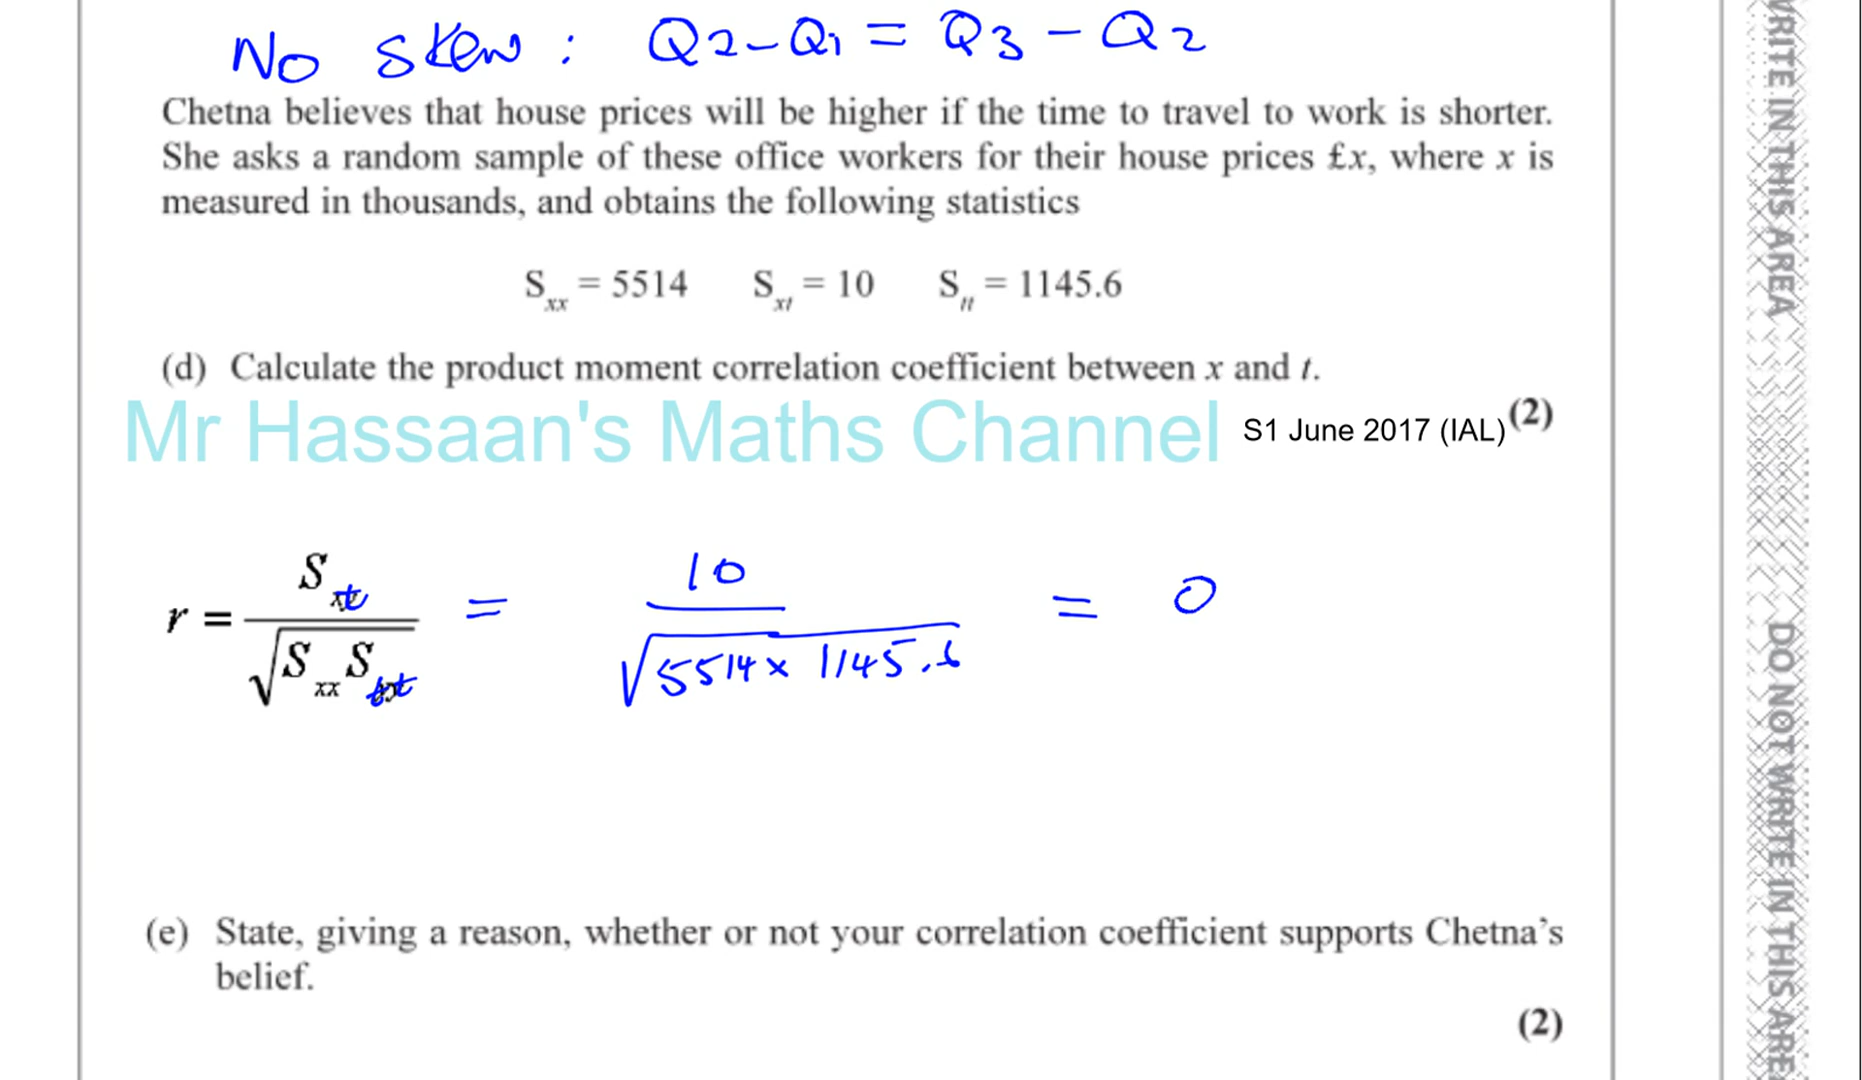 No skew : Q2 - Q1 = Q3 - Q2
Chetna believes that house prices will be higher if the time to travel to work is shorter.
She asks a random sample of these office workers for their house prices £x, where x is
measured in thousands, and obtains the following statistics
Sxx = 5514 Sxt = 10 Stt = 1145.6
(d) Calculate the product moment correlation coefficient between x and t.
(2)
Mr Hassaan's Maths Channel S1 June 2017 (IAL)
r = Sxt / √(Sxx Stt) = 10 / √(5514 × 1145.6) = 0
(e) State, giving a reason, whether or not your correlation coefficient supports Chetna's
belief.
(2)
WRITE IN THIS AREA
DO NOT WRITE IN THIS ARE